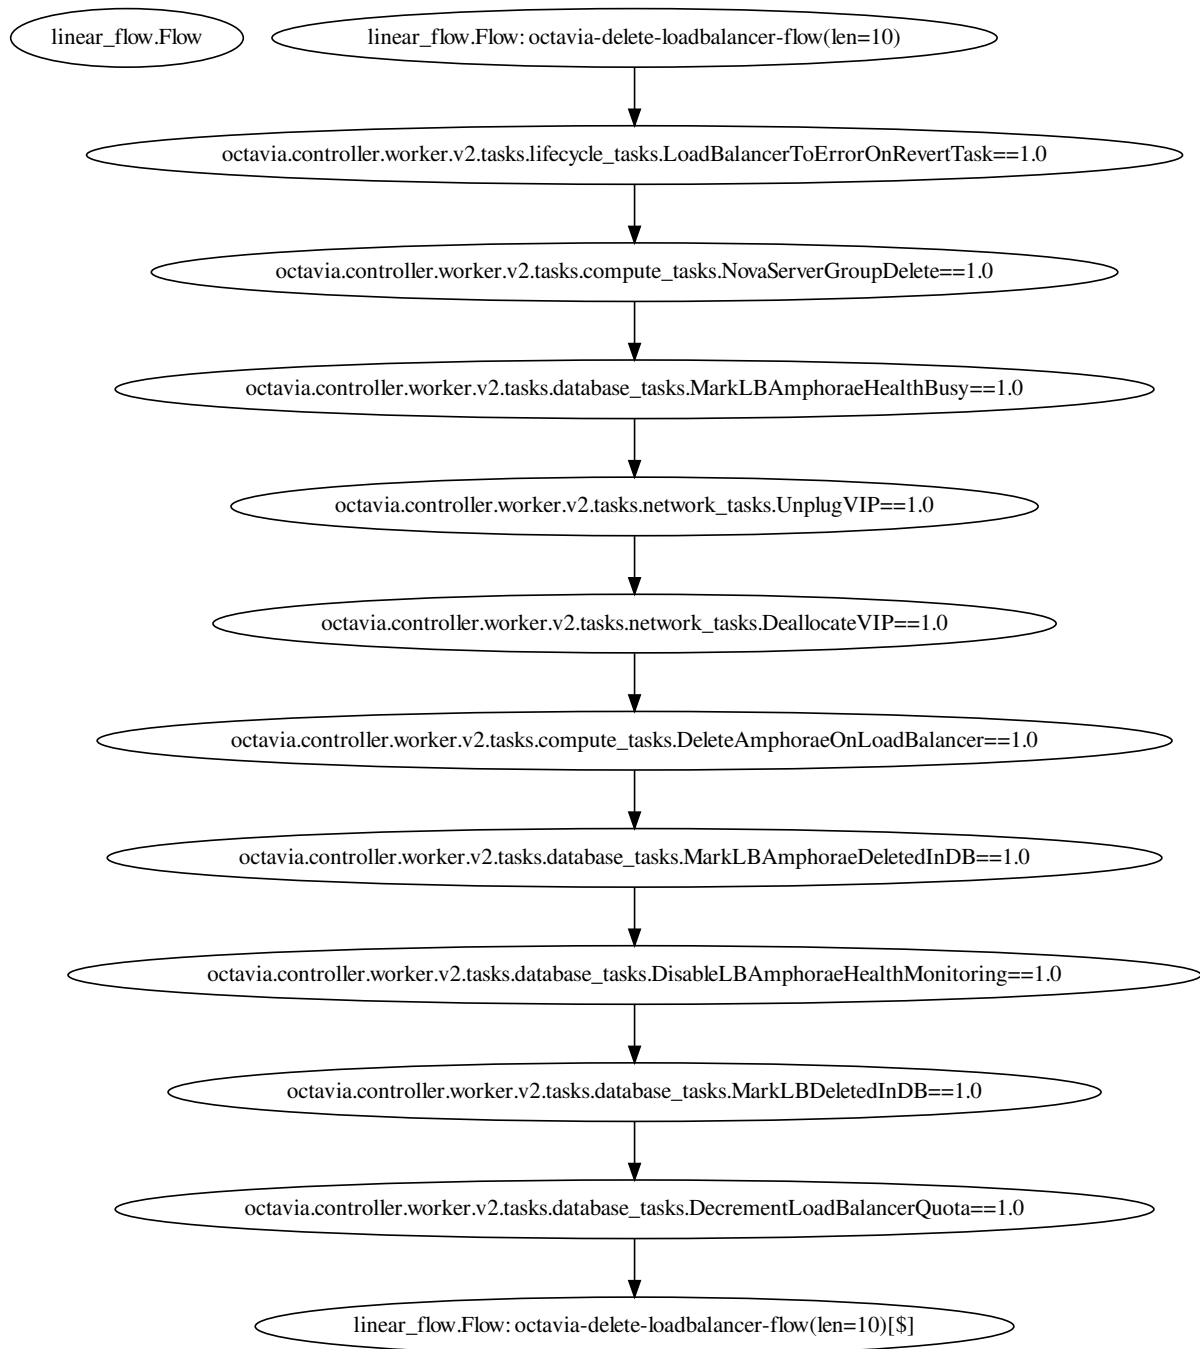 linear_flow.Flow
linear_flow.Flow: octavia-delete-loadbalancer-flow(len=10)
octavia.controller.worker.v2.tasks.lifecycle_tasks.LoadBalancerToErrorOnRevertTask==1.0
octavia.controller.worker.v2.tasks.compute_tasks.NovaServerGroupDelete==1.0
octavia.controller.worker.v2.tasks.database_tasks.MarkLBAmphoraeHealthBusy==1.0
octavia.controller.worker.v2.tasks.network_tasks.UnplugVIP==1.0
octavia.controller.worker.v2.tasks.network_tasks.DeallocateVIP==1.0
octavia.controller.worker.v2.tasks.compute_tasks.DeleteAmphoraeOnLoadBalancer==1.0
octavia.controller.worker.v2.tasks.database_tasks.MarkLBAmphoraeDeletedInDB==1.0
octavia.controller.worker.v2.tasks.database_tasks.DisableLBAmphoraeHealthMonitoring==1.0
octavia.controller.worker.v2.tasks.database_tasks.MarkLBDeletedInDB==1.0
octavia.controller.worker.v2.tasks.database_tasks.DecrementLoadBalancerQuota==1.0
linear_flow.Flow: octavia-delete-loadbalancer-flow(len=10)[$]